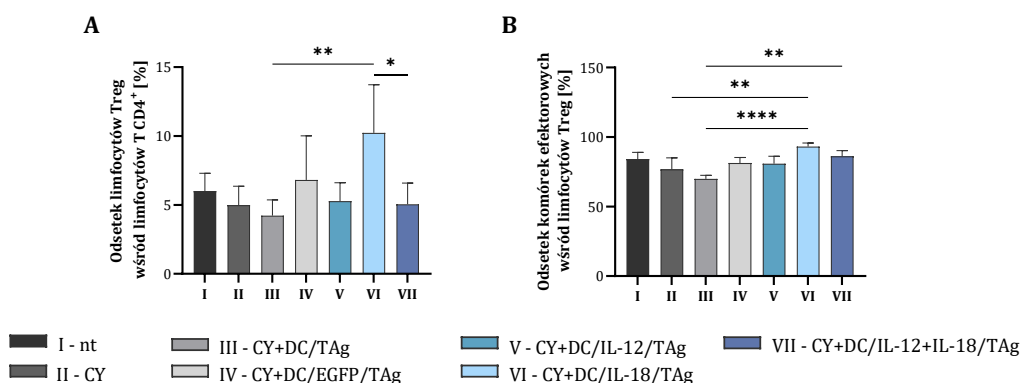 A
Odsetek limfocytów Treg
wśród limfocytów T CD4⁺ [%]
15
10
5
0
**
*
I II III IV V VI VII
B
Odsetek komórek efektorowych
wśród limfocytów Treg [%]
150
100
50
0
**
**
****
I II III IV V VI VII
I - nt
II - CY
III - CY+DC/TAg
IV - CY+DC/EGFP/TAg
V - CY+DC/IL-12/TAg
VI - CY+DC/IL-18/TAg
VII - CY+DC/IL-12+IL-18/TAg